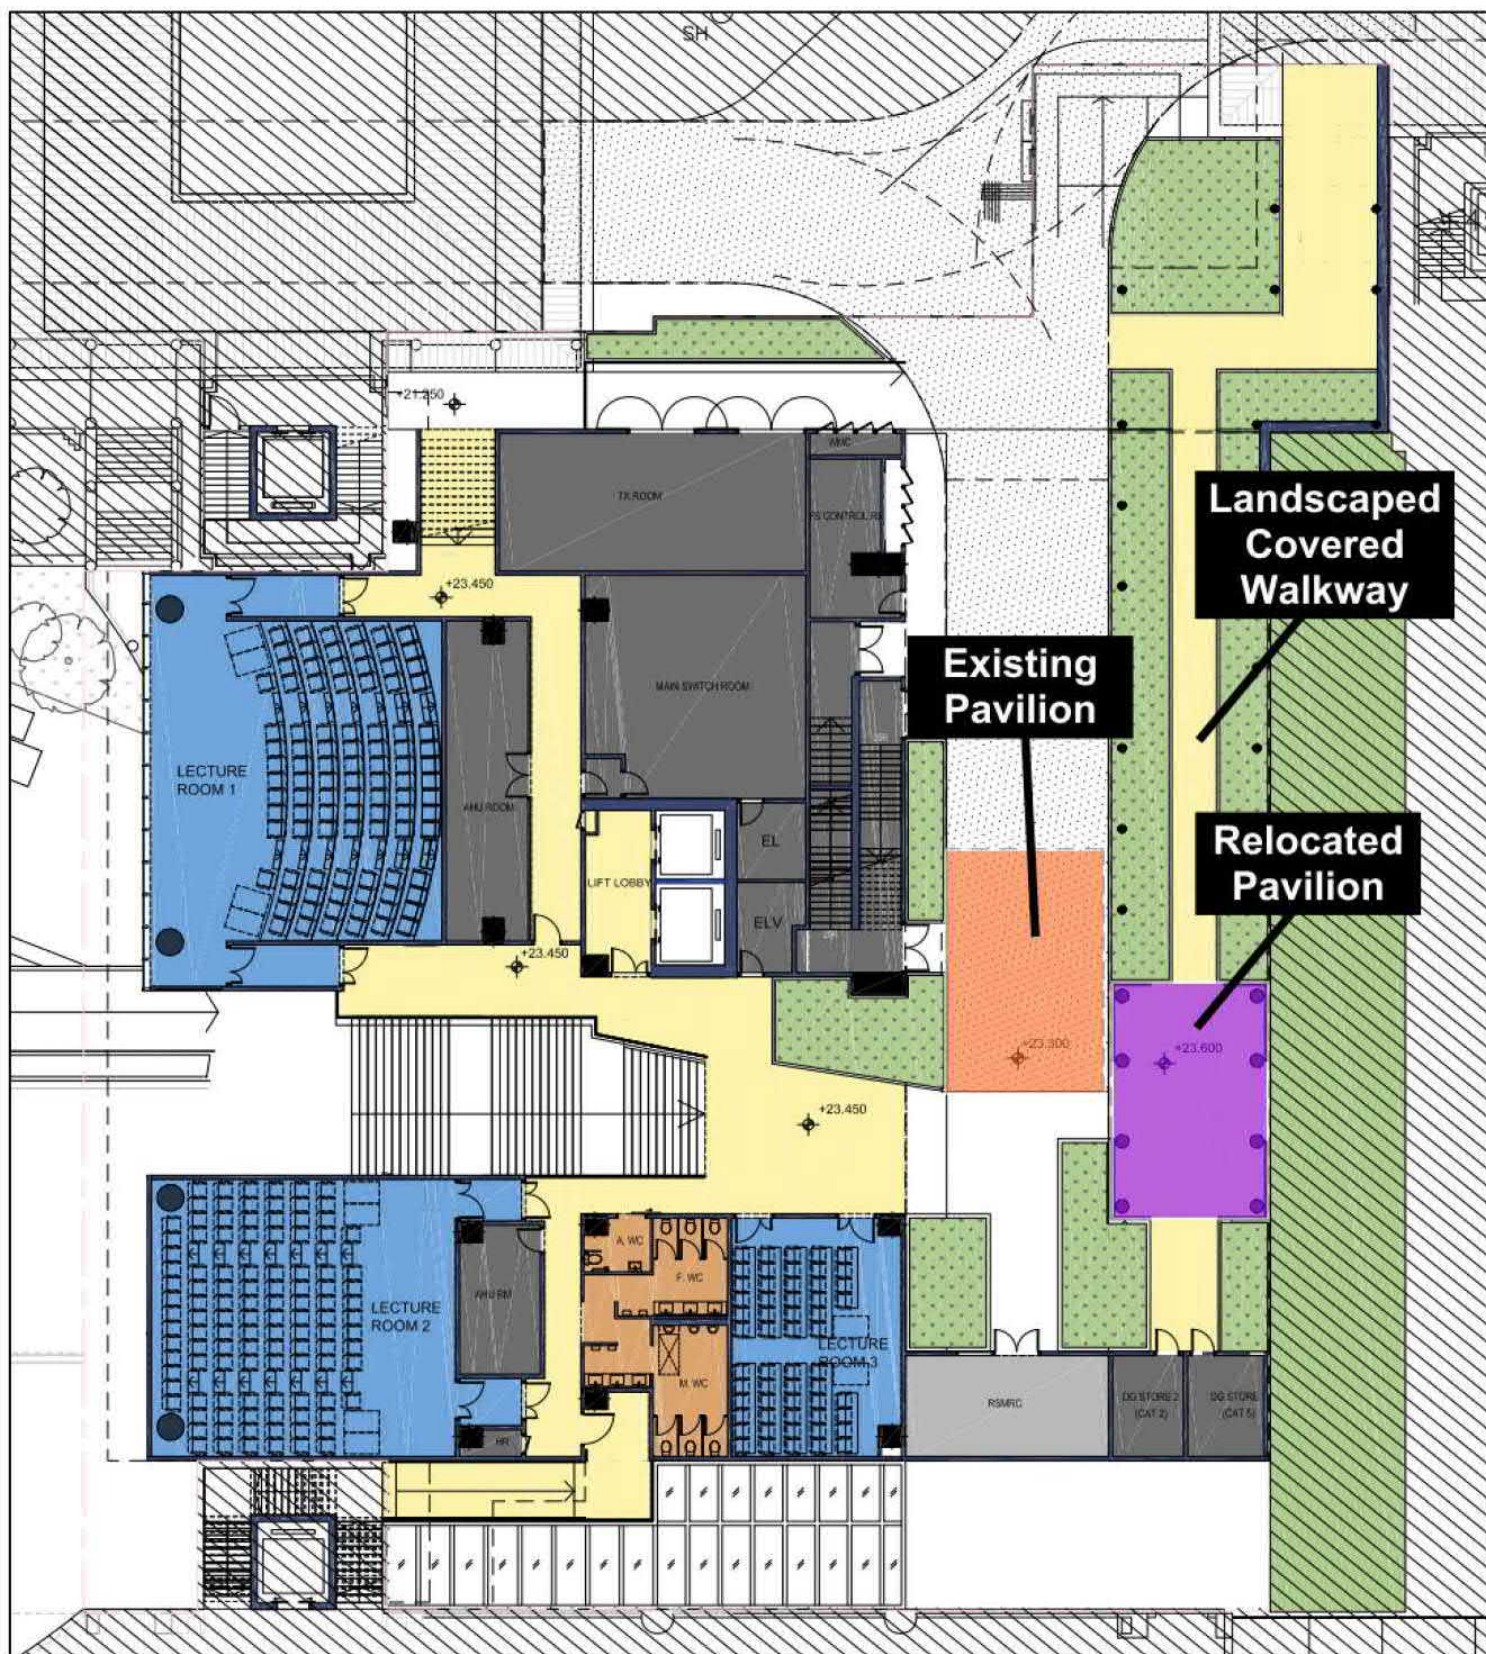 SH
+21.250
WMC
TX ROOM
FS CONTROL RM
Landscaped
Covered
Walkway
+23.450
Existing
Pavilion
MAIN SWITCH ROOM
LECTURE
ROOM 1
AHU ROOM
EL
Relocated
Pavilion
LIFT LOBBY
ELV
+23.450
+23.300
+23.600
+23.450
A. WC
F. WC
AHU RM
LECTURE
ROOM 2
LECTURE
ROOM 3
M. WC
RSMRC
DG STORE 2
(CAT 2)
DG STORE
(CAT 5)
HR